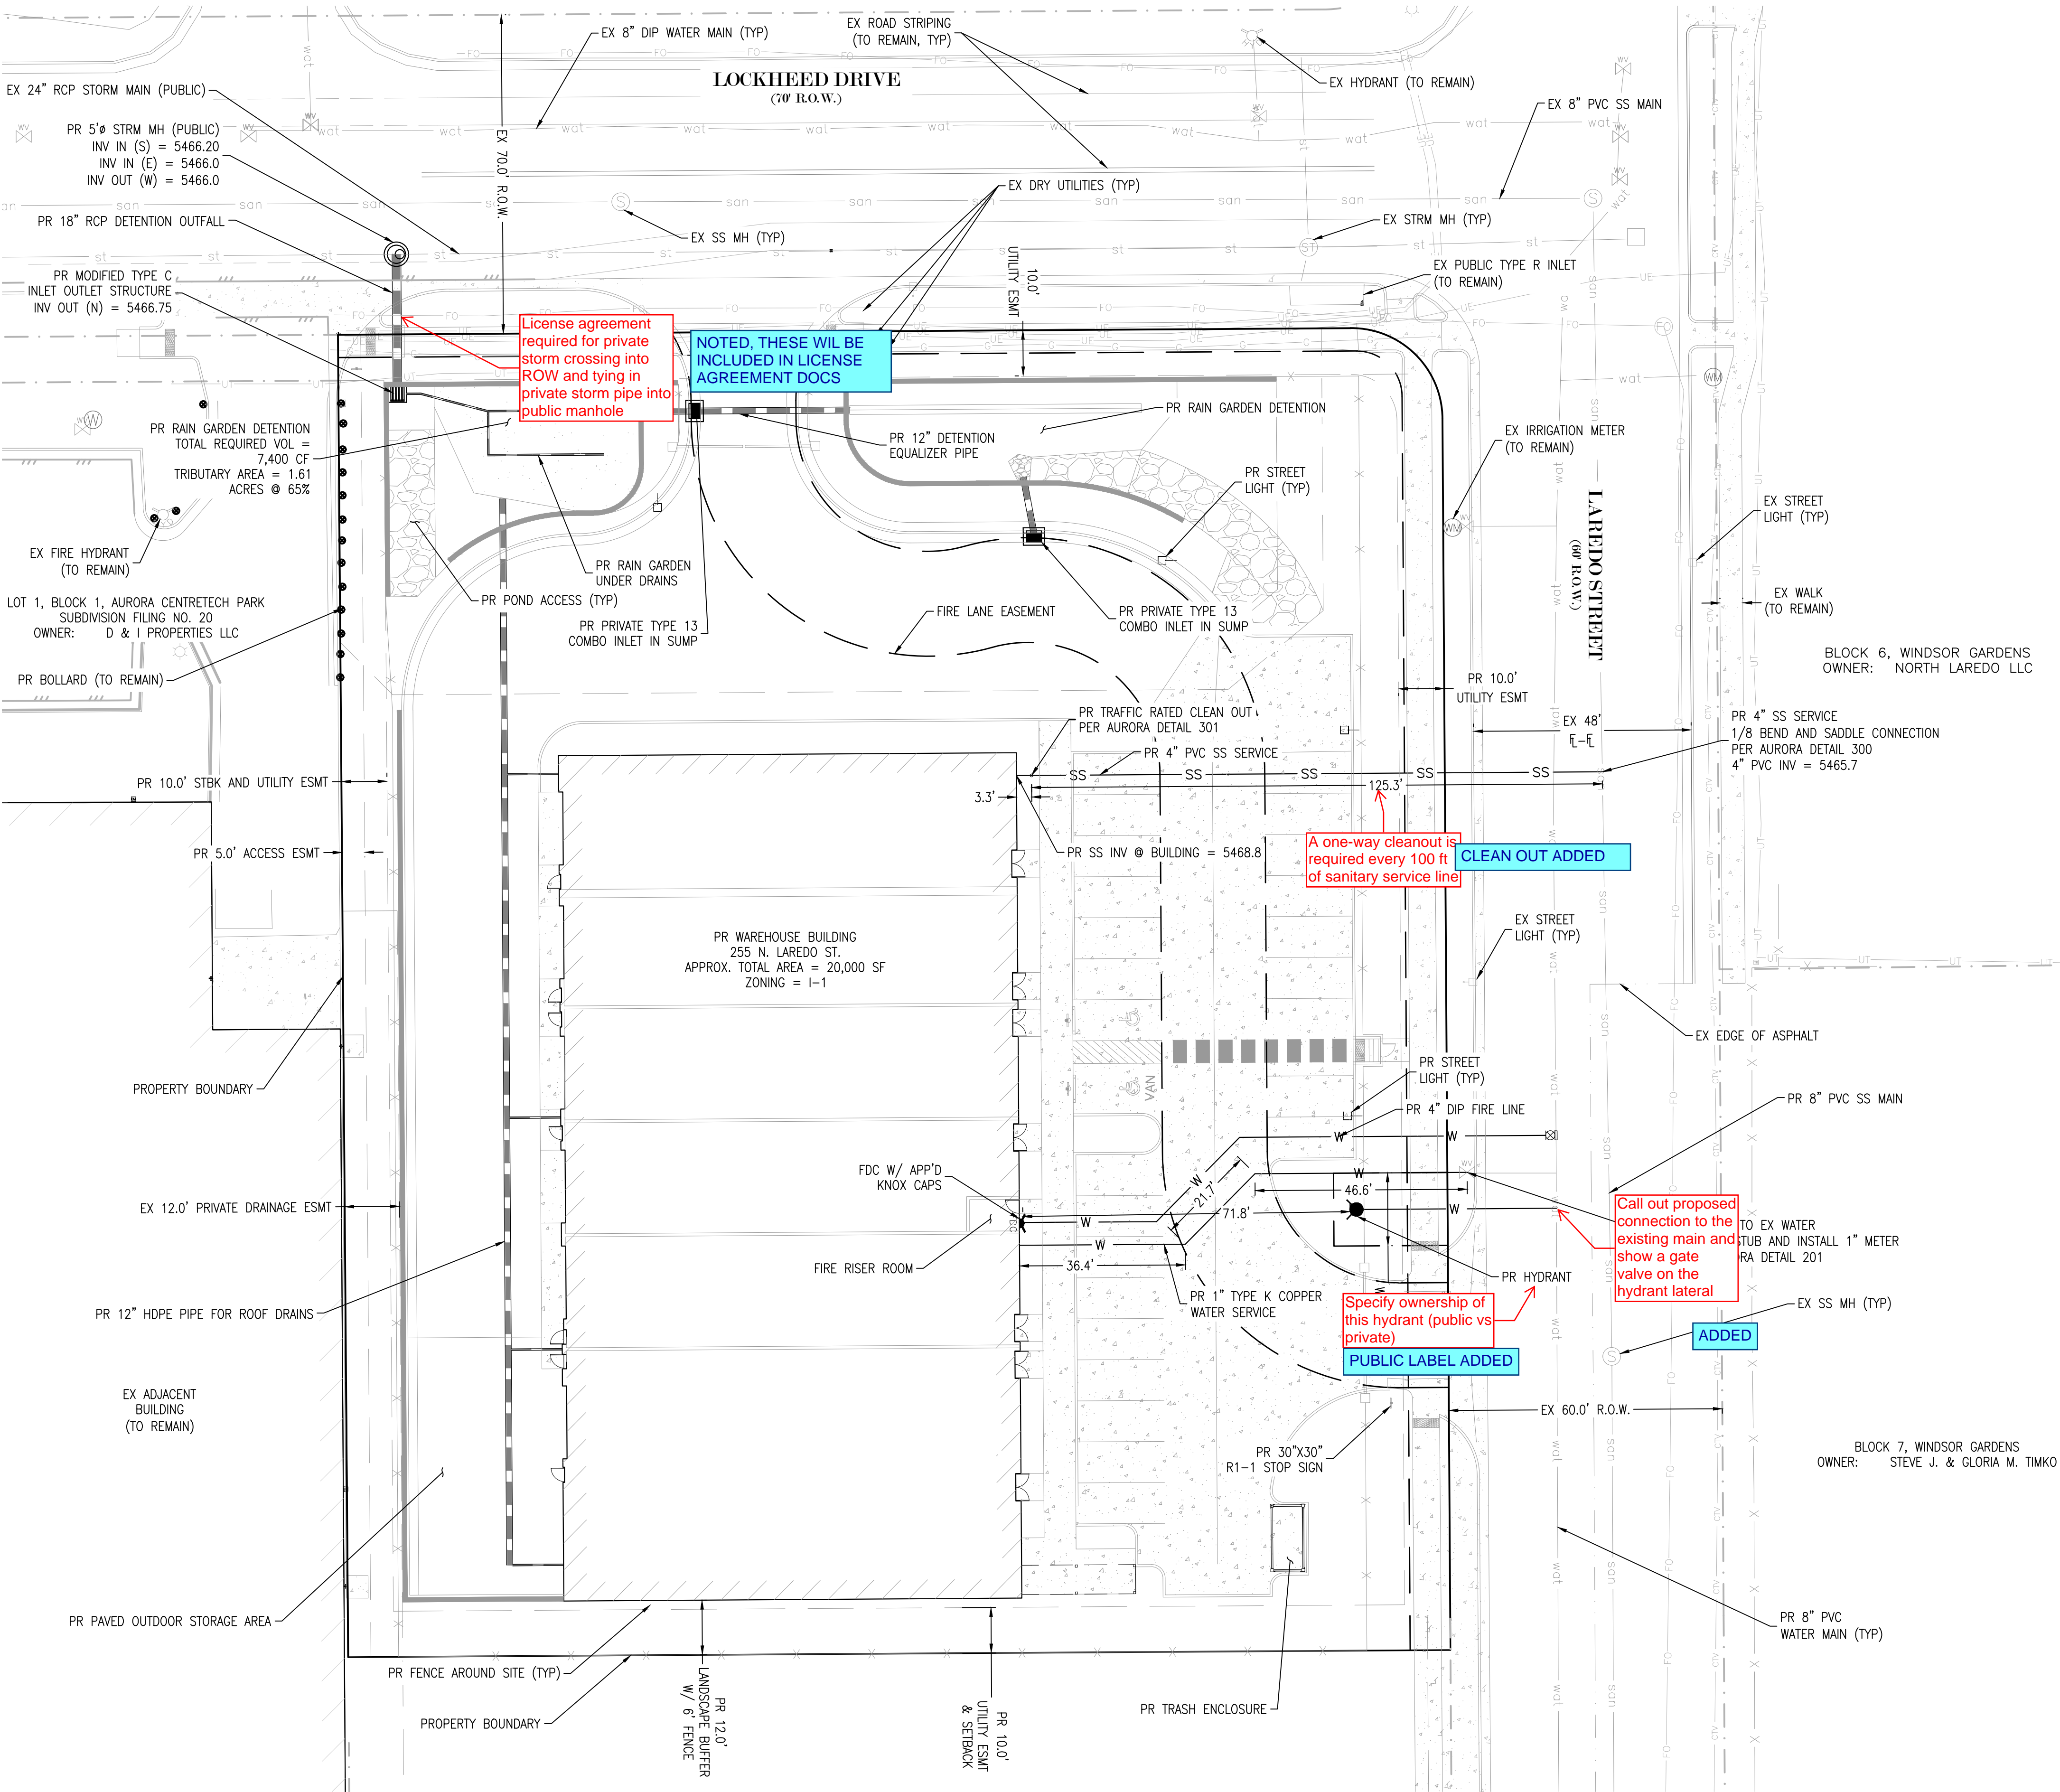 EX 8" DIP WATER MAIN (TYP)
EX ROAD STRIPING
(TO REMAIN, TYP)
LOCKHEED DRIVE
(70' R.O.W.)
EX HYDRANT (TO REMAIN)
EX 24" RCP STORM MAIN (PUBLIC)
EX 8" PVC SS MAIN
PR 5'ø STRM MH (PUBLIC)
INV IN (S) = 5466.20
INV IN (E) = 5466.0
INV OUT (W) = 5466.0
EX 70.0' R.O.W.
EX DRY UTILITIES (TYP)
PR 18" RCP DETENTION OUTFALL
EX SS MH (TYP)
EX STRM MH (TYP)
PR MODIFIED TYPE C
INLET OUTLET STRUCTURE
INV OUT (N) = 5466.75
10.0'
UTILITY ESMT
EX PUBLIC TYPE R INLET
(TO REMAIN)
License agreement
required for private
storm crossing into
ROW and tying in
private storm pipe into
public manhole
NOTED, THESE WIL BE
INCLUDED IN LICENSE
AGREEMENT DOCS
PR RAIN GARDEN DETENTION
TOTAL REQUIRED VOL =
7,400 CF
TRIBUTARY AREA = 1.61
ACRES @ 65%
PR RAIN GARDEN DETENTION
PR 12" DETENTION
EQUALIZER PIPE
EX IRRIGATION METER
(TO REMAIN)
PR STREET
LIGHT (TYP)
LAREDO STREET
(60' R.O.W.)
EX STREET
LIGHT (TYP)
EX FIRE HYDRANT
(TO REMAIN)
PR RAIN GARDEN
UNDER DRAINS
PR POND ACCESS (TYP)
EX WALK
(TO REMAIN)
LOT 1, BLOCK 1, AURORA CENTRETECH PARK
SUBDIVISION FILING NO. 20
OWNER: D & I PROPERTIES LLC
PR PRIVATE TYPE 13
COMBO INLET IN SUMP
FIRE LANE EASEMENT
PR PRIVATE TYPE 13
COMBO INLET IN SUMP
BLOCK 6, WINDSOR GARDENS
OWNER: NORTH LAREDO LLC
PR BOLLARD (TO REMAIN)
PR 10.0'
UTILITY ESMT
PR TRAFFIC RATED CLEAN OUT
PER AURORA DETAIL 301
EX 48'
FL-FL
PR 4" SS SERVICE
1/8 BEND AND SADDLE CONNECTION
PER AURORA DETAIL 300
4" PVC INV = 5465.7
PR 4" PVC SS SERVICE
SS SS SS SS SS
PR 10.0' STBK AND UTILITY ESMT
3.3'
125.3'
PR 5.0' ACCESS ESMT
PR SS INV @ BUILDING = 5468.8
A one-way cleanout is
required every 100 ft
of sanitary service line
CLEAN OUT ADDED
EX STREET
LIGHT (TYP)
PR WAREHOUSE BUILDING
255 N. LAREDO ST.
APPROX. TOTAL AREA = 20,000 SF
ZONING = I-1
EX EDGE OF ASPHALT
PROPERTY BOUNDARY
VAN
PR STREET
LIGHT (TYP)
PR 8" PVC SS MAIN
PR 4" DIP FIRE LINE
FDC W/ APP'D
KNOX CAPS
21.7'
46.6'
71.8'
EX 12.0' PRIVATE DRAINAGE ESMT
Call out proposed
connection to the
existing main and
show a gate
valve on the
hydrant lateral
TO EX WATER
STUB AND INSTALL 1" METER
RA DETAIL 201
FIRE RISER ROOM
36.4'
PR HYDRANT
PR 1" TYPE K COPPER
WATER SERVICE
Specify ownership of
this hydrant (public vs
private)
PUBLIC LABEL ADDED
PR 12" HDPE PIPE FOR ROOF DRAINS
EX SS MH (TYP)
ADDED
EX ADJACENT
BUILDING
(TO REMAIN)
EX 60.0' R.O.W.
PR 30"X30"
R1-1 STOP SIGN
BLOCK 7, WINDSOR GARDENS
OWNER: STEVE J. & GLORIA M. TIMKO
PR PAVED OUTDOOR STORAGE AREA
PR 8" PVC
WATER MAIN (TYP)
PR FENCE AROUND SITE (TYP)
PR 12.0'
LANDSCAPE BUFFER
W/ 6' FENCE
PR 10.0'
UTILITY ESMT
& SETBACK
PR TRASH ENCLOSURE
PROPERTY BOUNDARY